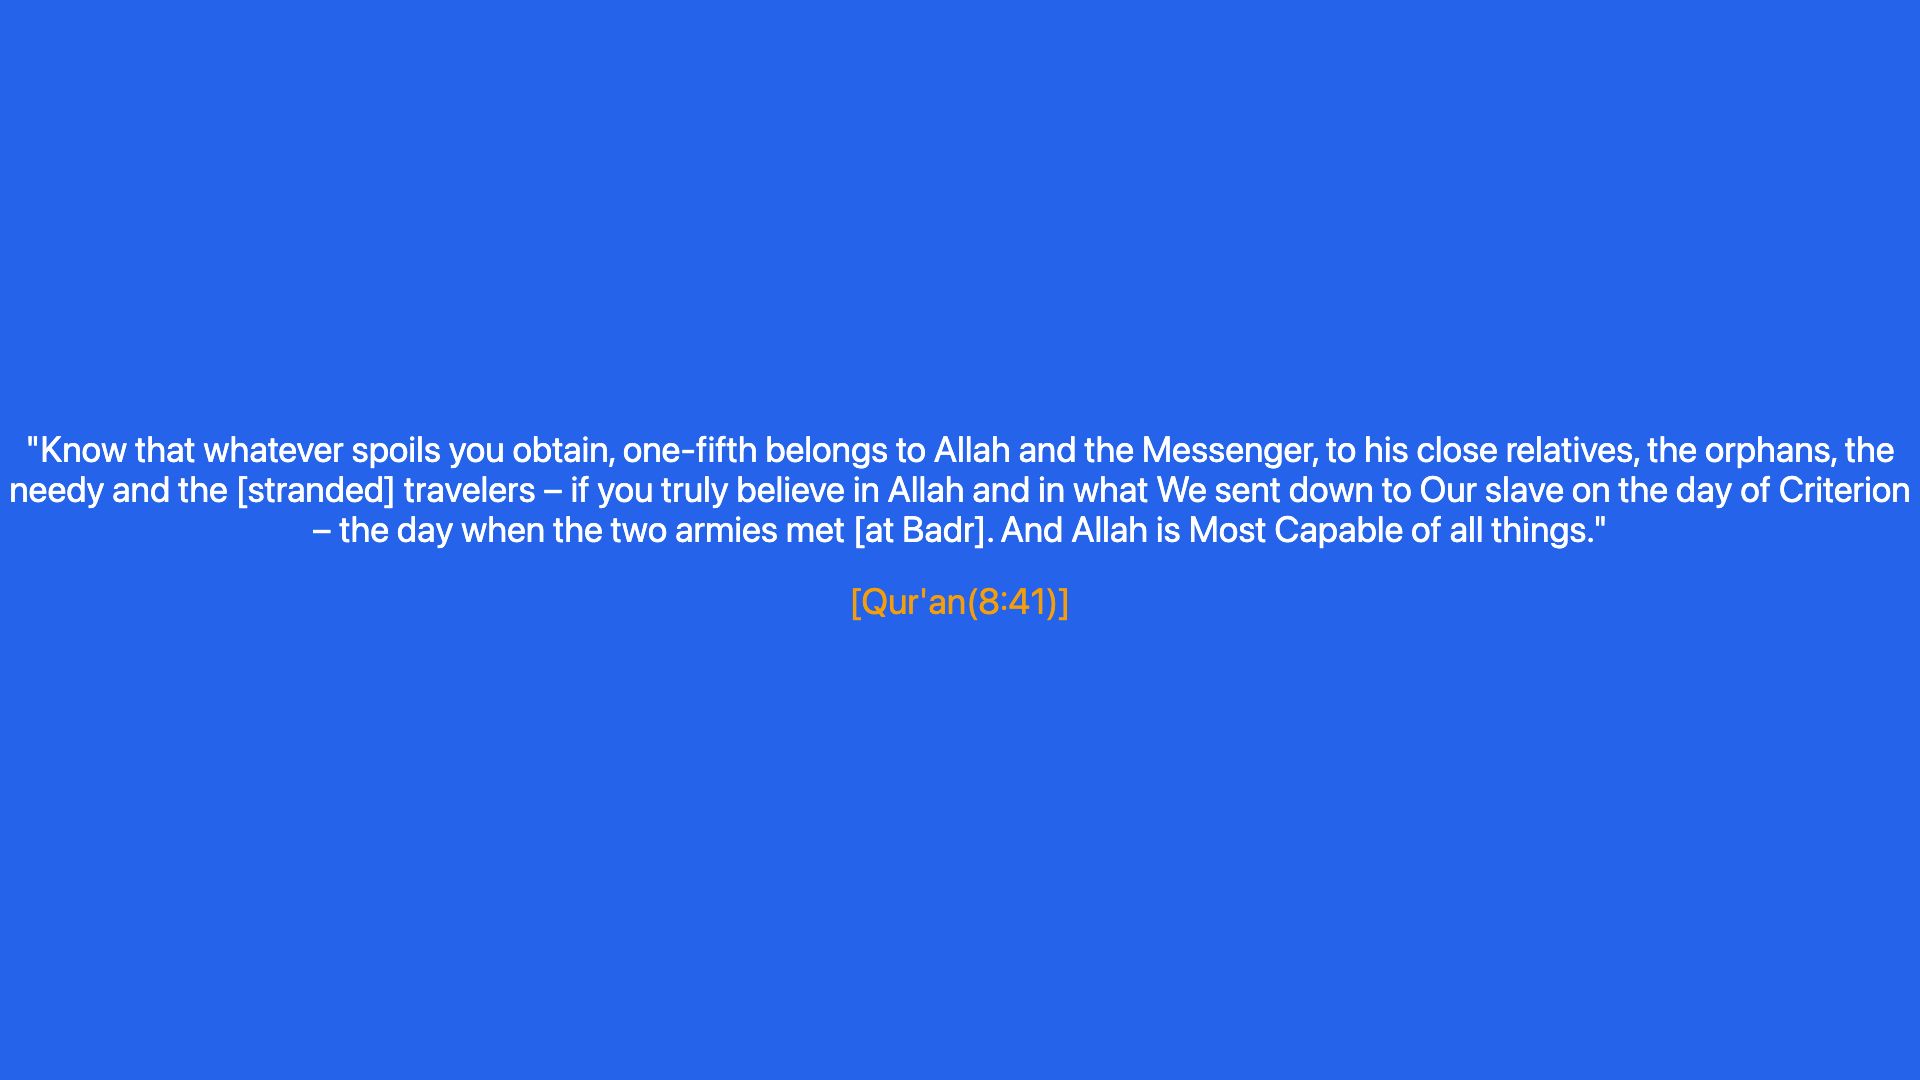 "Know that whatever spoils you obtain, one-fifth belongs to Allah and the Messenger, to his close relatives, the orphans, the
needy and the [stranded] travelers – if you truly believe in Allah and in what We sent down to Our slave on the day of Criterion
– the day when the two armies met [at Badr]. And Allah is Most Capable of all things."
[Qur'an(8:41)]